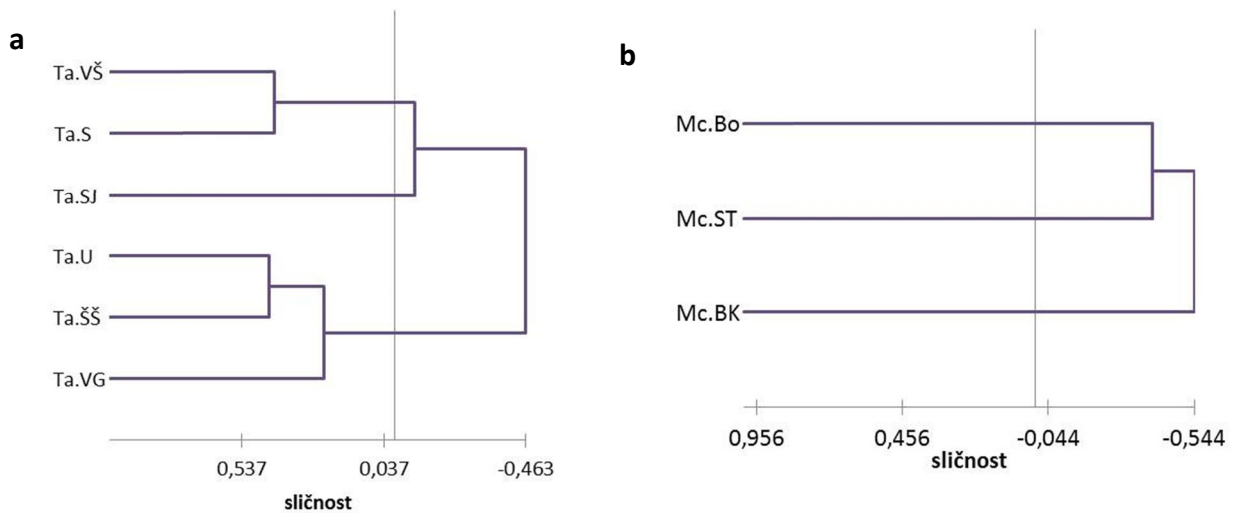 a
Ta.VŠ
Ta.S
Ta.SJ
Ta.U
Ta.ŠŠ
Ta.VG
0,537 0,037 -0,463
sličnost
b
Mc.Bo
Mc.ST
Mc.BK
0,956 0,456 -0,044 -0,544
sličnost